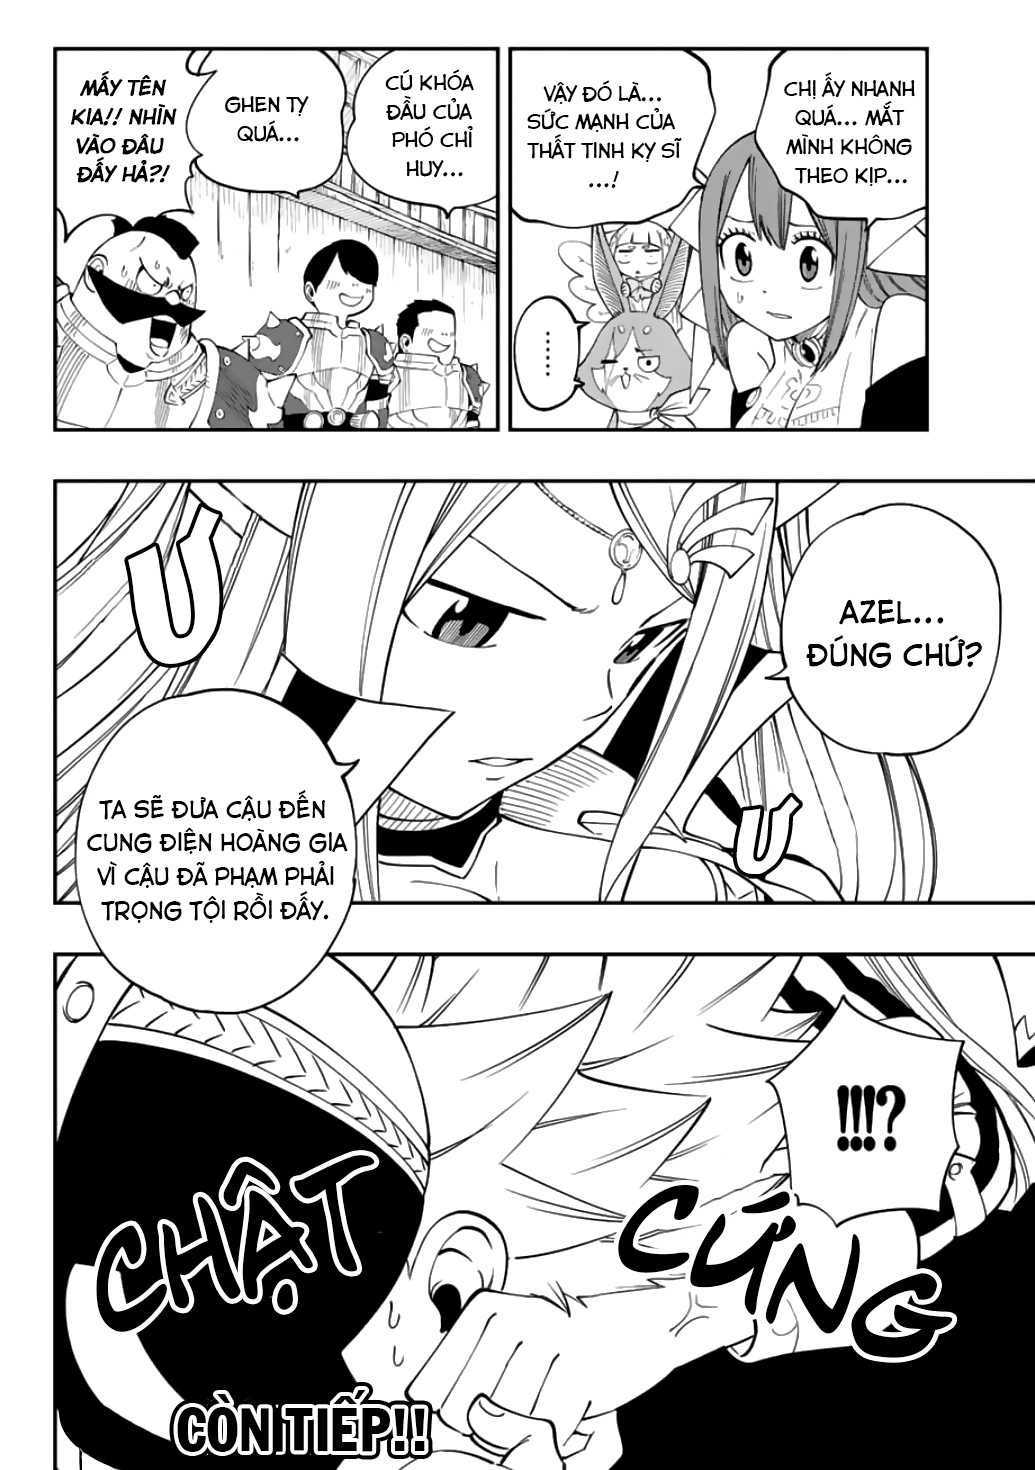 MẤY TÊN
KIA!! NHÌN
VÀO ĐÂU
ĐẤY HẢ?!
GHEN TỴ
QUÁ...
CÚ KHÓA
ĐẦU CỦA
PHÓ CHỈ
HUY...
VẬY ĐÓ LÀ...
SỨC MẠNH CỦA
THẤT TINH KỴ SĨ
...!
CHỊ ẤY NHANH
QUÁ... MẮT
MÌNH KHÔNG
THEO KỊP...
......
Ư
AZEL...
ĐÚNG CHỨ?
TA SẼ ĐƯA CẬU ĐẾN
CUNG ĐIỆN HOÀNG GIA
VÌ CẬU ĐÃ PHẠM PHẢI
TRỌNG TỘI RỒI ĐẤY.
Ư
!!!?
CHẬT
CỨNG
CÒN TIẾP!!